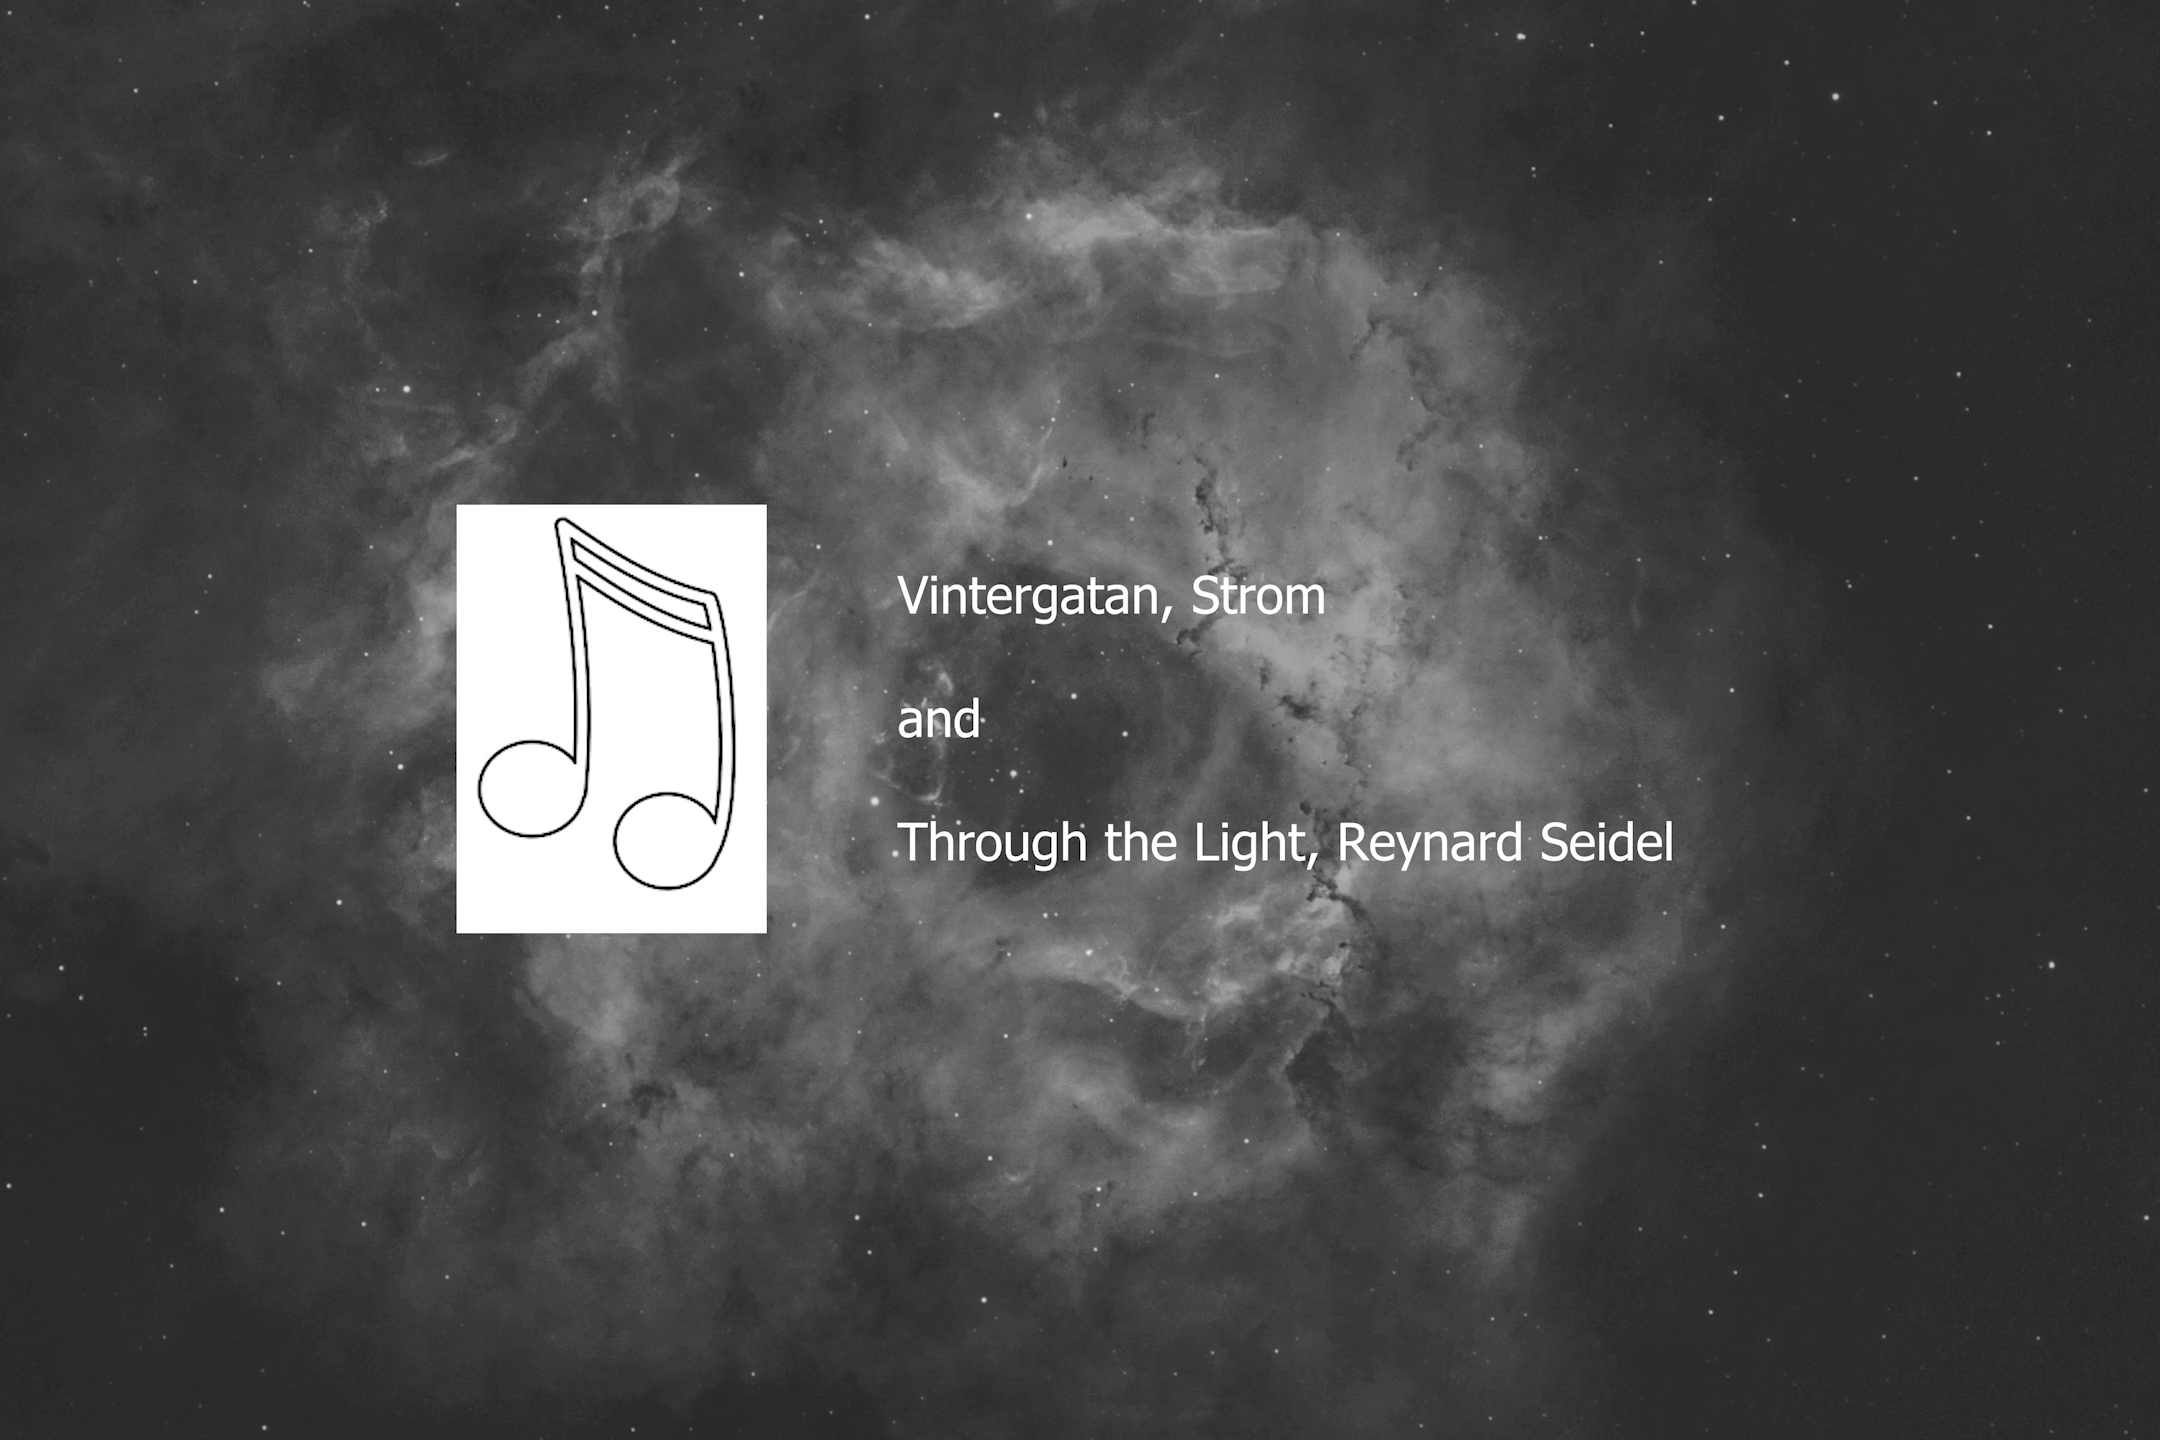 Vintergatan, Strom
and
Through the Light, Reynard Seidel